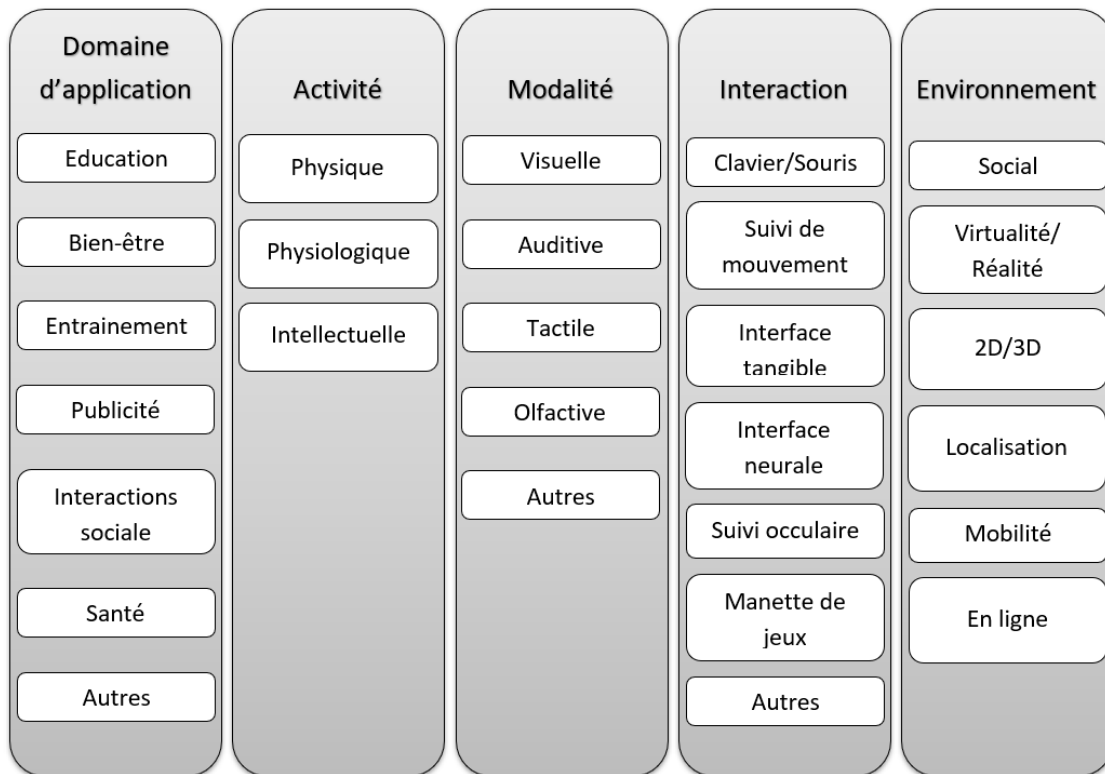 Domaine
d'application
Education
Bien-être
Entrainement
Publicité
Interactions
sociale
Santé
Autres
Activité
Physique
Physiologique
Intellectuelle
Modalité
Visuelle
Auditive
Tactile
Olfactive
Autres
Interaction
Clavier/Souris
Suivi de
mouvement
Interface
tangible
Interface
neurale
Suivi occulaire
Manette de
jeux
Autres
Environnement
Social
Virtualité/
Réalité
2D/3D
Localisation
Mobilité
En ligne